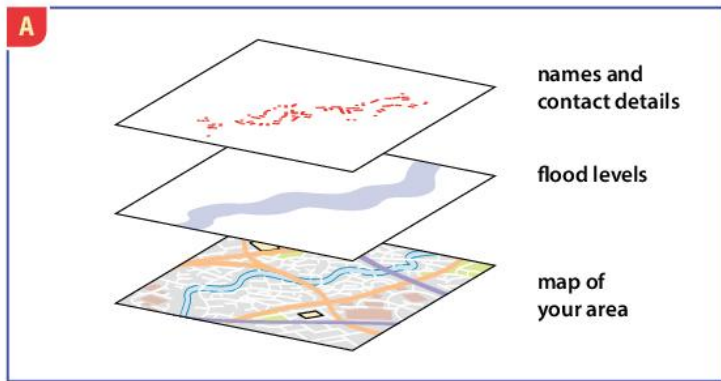 A
names and
contact details
flood levels
map of
your area